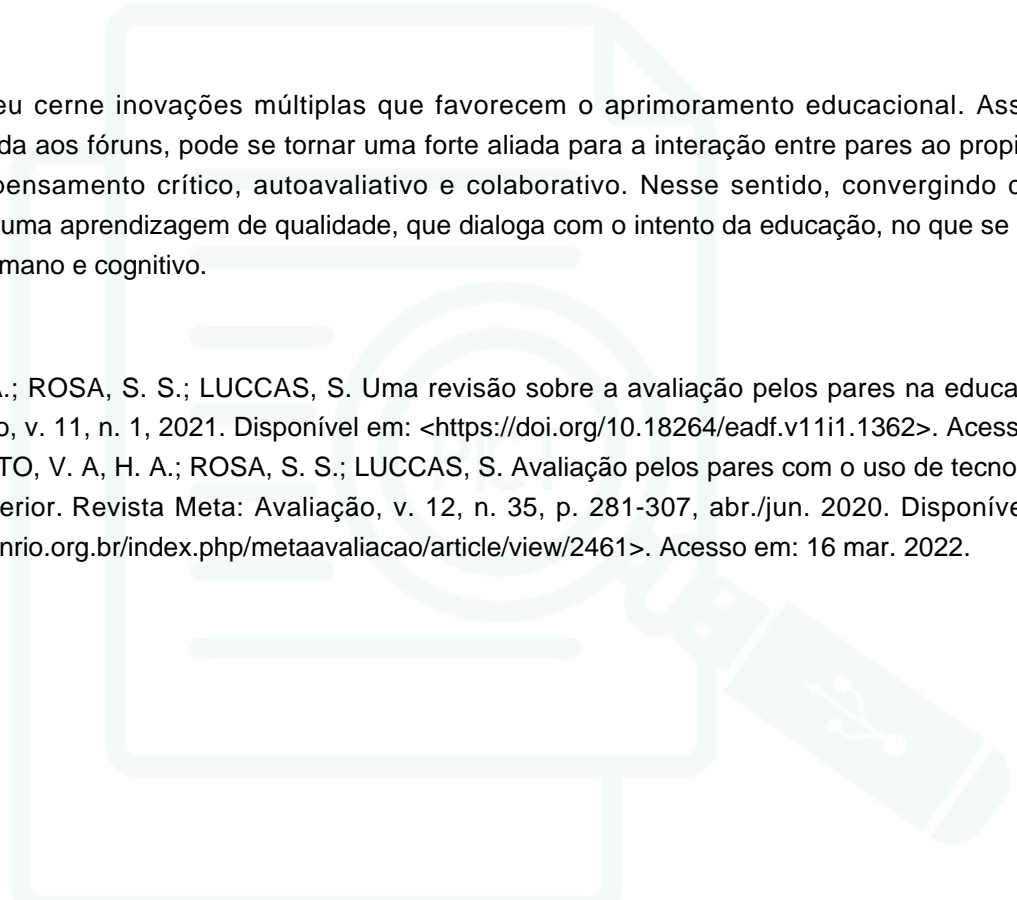 eu cerne inovações múltiplas que favorecem o aprimoramento educacional. Ass
da aos fóruns, pode se tornar uma forte aliada para a interação entre pares ao propi
pensamento crítico, autoavaliativo e colaborativo. Nesse sentido, convergindo c
uma aprendizagem de qualidade, que dialoga com o intento da educação, no que se
mano e cognitivo.
A.; ROSA, S. S.; LUCCAS, S. Uma revisão sobre a avaliação pelos pares na educa
o, v. 11, n. 1, 2021. Disponível em: <https://doi.org/10.18264/eadf.v11i1.1362>. Acess
TO, V. A, H. A.; ROSA, S. S.; LUCCAS, S. Avaliação pelos pares com o uso de tecno
erior. Revista Meta: Avaliação, v. 12, n. 35, p. 281-307, abr./jun. 2020. Disponíve
nrio.org.br/index.php/metaavaliacao/article/view/2461>. Acesso em: 16 mar. 2022.